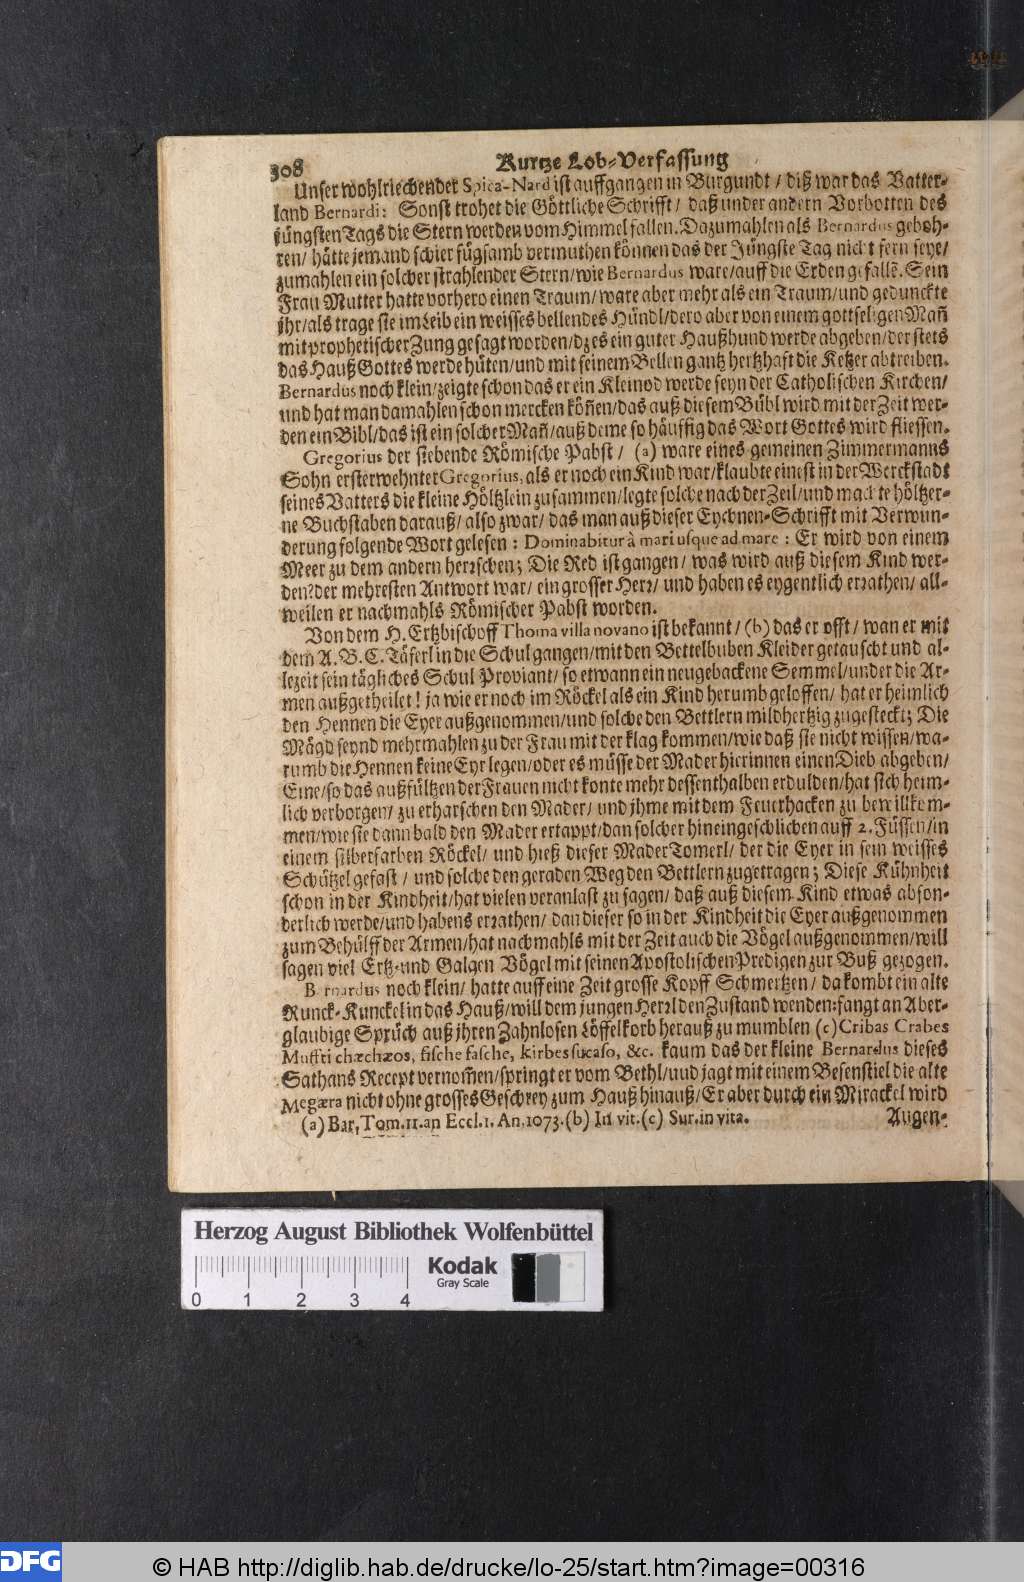 308
Kurtze Lob-Verfassung
Unser wohlriechender Spica-Nard ist auffgangen in Burgundt / diß war das Vatter-
land Bernardi: Sonst trohet die Göttliche Schrifft / daß under andern Vorbotten des
jüngsten Tags die Stern werden vom Himmel fallen. Dazumahlen als Bernardus geboh-
ren / hätte jemand schier fügsamb vermuthen können das der Jüngste Tag nicht fern seye /
zumahlen ein solcher strahlender Stern / wie Bernardus ware / auff die Erden gefallẽ. Sein
Frau Mutter hatte vorhero einen Traum / ware aber mehr als ein Traum / und gedunckte
jhr / als trage sie im Leib ein weisses bellendes Hündl / dero aber von einem gottseligen Mañ
mit prophetischer Zung gesagt worden / dz es ein guter Haußhund werde abgeben / der stets
das Hauß Gottes werde hüten / und mit seinem Bellen gantz hertzhaft die Ketzer abtreiben.
Bernardus noch klein / zeigte schon das er ein Kleinod werde seyn der Catholischen Kirchen /
und hat man damahlen schon mercken köñen / das auß diesem Bübl wird mit der Zeit wer-
den ein Bibl / das ist ein solcher Mañ / auß deme so häuffig das Wort Gottes wird fliessen.
Gregorius der siebende Römische Pabst / (a) ware eines gemeinen Zimmermanns
Sohn ersterwehnter Gregorius, als er noch ein Kind war / klaubte einest in der Werckstadt
seines Vatters die kleine Höltzlein zusammen / legte solche nach der Zeil / und machte höltzer-
ne Buchstaben darauß / also zwar / das man auß dieser Eychnen-Schrifft mit Verwun-
derung folgende Wort gelesen : Dominabitur à mari usque ad mare : Er wird von einem
Meer zu dem andern herrschen; Die Red ist gangen / was wird auß diesem Kind wer-
den? der mehresten Antwort war / ein grosser Herr / und haben es eygentlich errathen / all-
weilen er nachmahls Römischer Pabst worden.
Von dem H. Ertzbischoff Thoma villa novano ist bekannt / (b) das er offt / wan er mit
dem A. B. C. Täferl in die Schul gangen / mit den Bettelbuben Kleider getauscht und al-
lezeit sein tägliches Schul Proviant / so etwann ein neugebackene Semmel / under die Ar-
men außgetheilet ! ja wie er noch im Röckel als ein Kind herumb geloffen / hat er heimlich
den Hennen die Eyer außgenommen / und solche den Bettlern mildhertzig zugesteckt; Die
Mägd seynd mehrmahlen zu der Frau mit der klag kommen / wie daß sie nicht wissen / wa-
rumb die Hennen keine Eyr legen / oder es müsse der Mader hierinnen einen Dieb abgeben /
Eine / so das außfültzen der Frauen nicht konte mehr dessenthalben erdulden / hat sich heim-
lich verborgen / zu erharschen den Mader / und jhme mit dem Feuerhacken zu bewillkom-
men / wie sie dann bald den Mader ertappt / dan solcher hineingeschlichen auff 2. Füssen / in
einem silberfarben Röckel / und hieß dieser Mader Tomerl / der die Eyer in sein weisses
Schützel gefast / und solche den geraden Weg den Bettlern zugetragen; Diese Kühnheit
schon in der Kindheit / hat vielen veranlast zu sagen / daß auß diesem Kind etwas abson-
derlich werde / und habens errathen / dan dieser so in der Kindheit die Eyer außgenommen
zum Behülff der Armen / hat nachmahls mit der Zeit auch die Vögel außgenommen / will
sagen viel Ertz-und Galgen Vögel mit seinen Apostolischen Predigen zur Buß gezogen.
Bernardus noch klein / hatte auff eine Zeit grosse Kopff Schmertzen / da kombt ein alte
Runck-Kunckel in das Hauß / will dem jungen Herrl den Zustand wenden: fangt an Aber-
glaubige Sprüch auß jhren Zahnlosen Löffelkorb herauß zu mumblen (c) Cribas Crabes
Muffti chæchæos, fische fasche, kirbes sucaso, &c. kaum das der kleine Bernardus dieses
Sathans Recept vernom̃en / springt er vom Bethl / und jagt mit einem Besenstiel die alte
Megæra nicht ohne grosses Geschrey zum Hauß hinauß / Er aber durch ein Mirackel wird
(a) Bar, Tom. 11. an Eccl. 1. An. 1073. (b) In vit. (c) Sur. in vita.
Augen-
Herzog August Bibliothek Wolfenbüttel
Kodak
Gray Scale
0 1 2 3 4
DFG
© HAB http://diglib.hab.de/drucke/lo-25/start.htm?image=00316